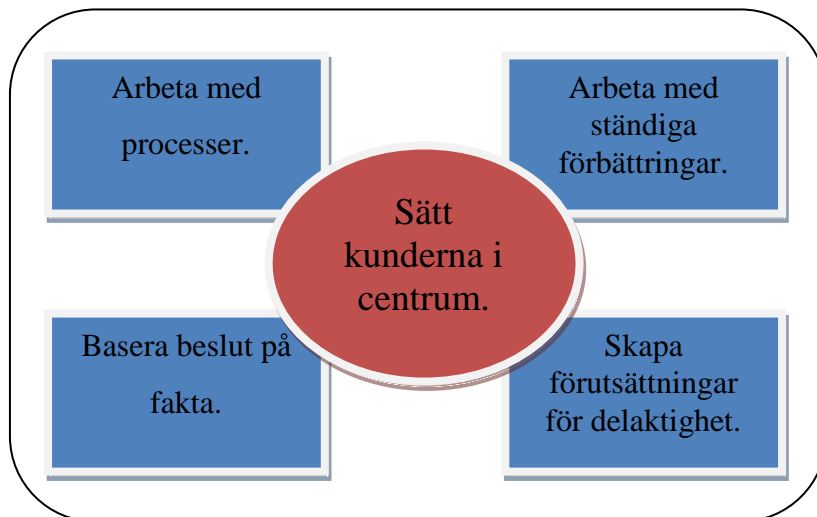 Arbeta med
processer.
Arbeta med
ständiga
förbättringar.
Sätt
kunderna i
centrum.
Basera beslut på
fakta.
Skapa
förutsättningar
för delaktighet.